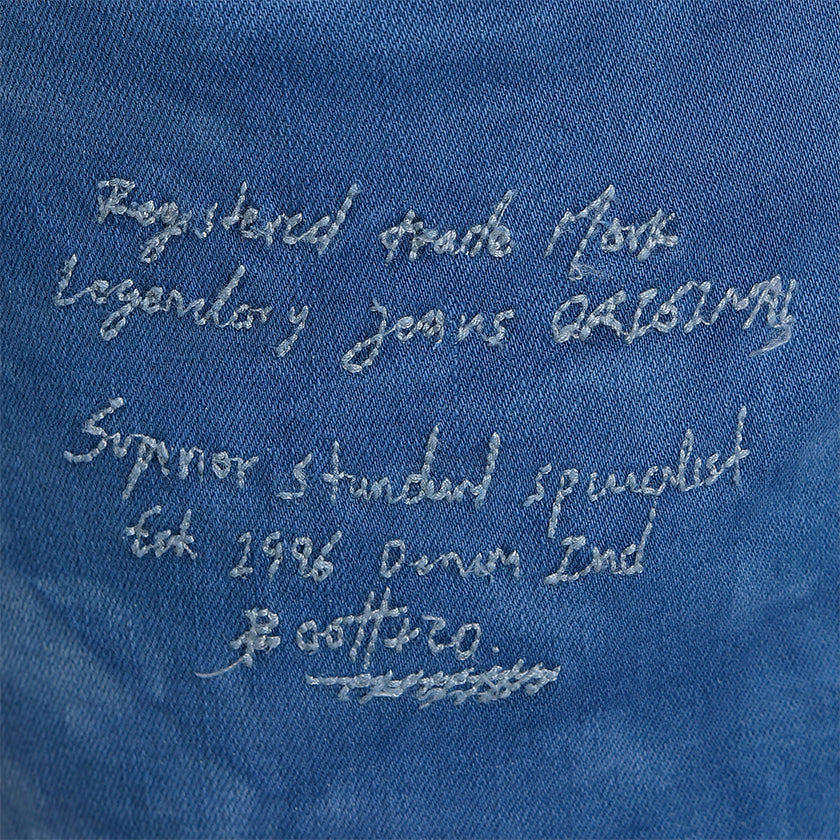 Registered trade Mark
Legendary Jeans ORIGINAL
Superior standard specialist
Est. 1996 Denim Ind